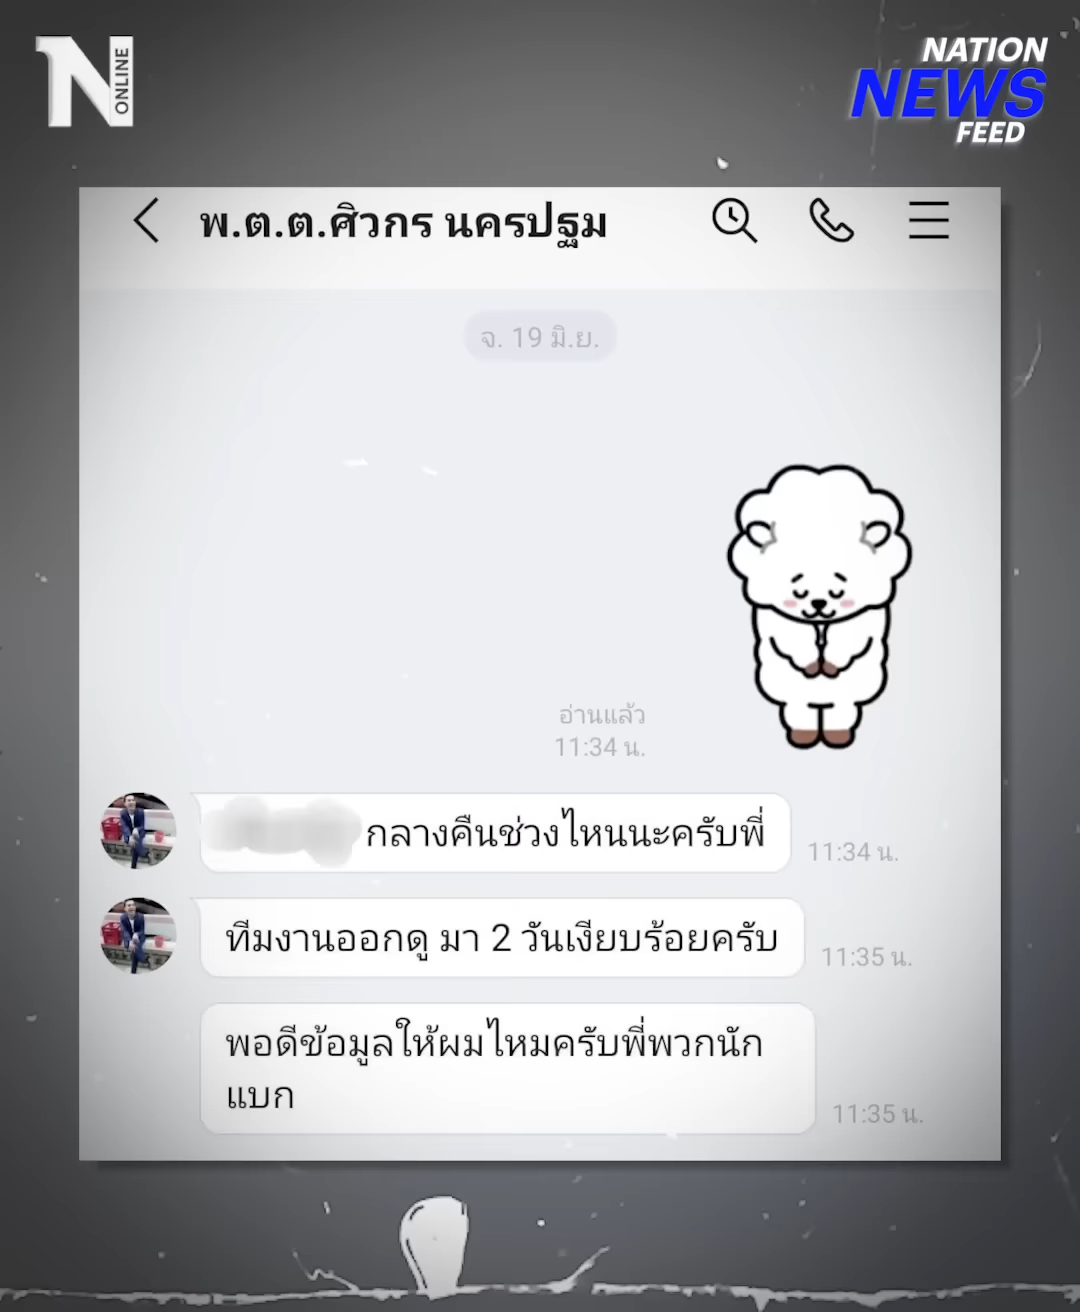 N ONLINE
NATION
NEWS
FEED
พ.ต.ต.ศิวกร นครปฐม
จ. 19 มิ.ย.
อ่านแล้ว
11:34 น.
กลางคืนช่วงไหนนะครับพี่
11:34 น.
ทีมงานออกดู มา 2 วันเงียบร้อยครับ
11:35 น.
พอดีข้อมูลให้ผมไหมครับพี่พวกนัก
แบก
11:35 น.